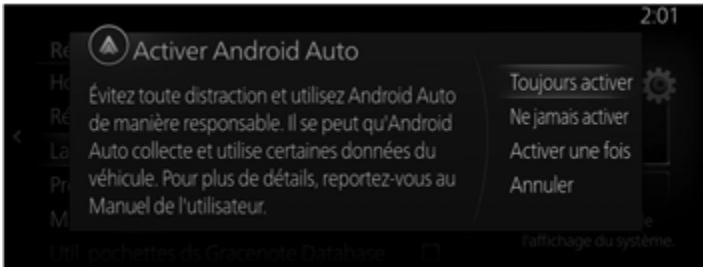 2:01
Activer Android Auto
Évitez toute distraction et utilisez Android Auto
de manière responsable. Il se peut qu'Android
Auto collecte et utilise certaines données du
véhicule. Pour plus de détails, reportez-vous au
Manuel de l'utilisateur.
Toujours activer
Ne jamais activer
Activer une fois
Annuler
l'affichage du système.
Util pochettes ds Gracenote Database